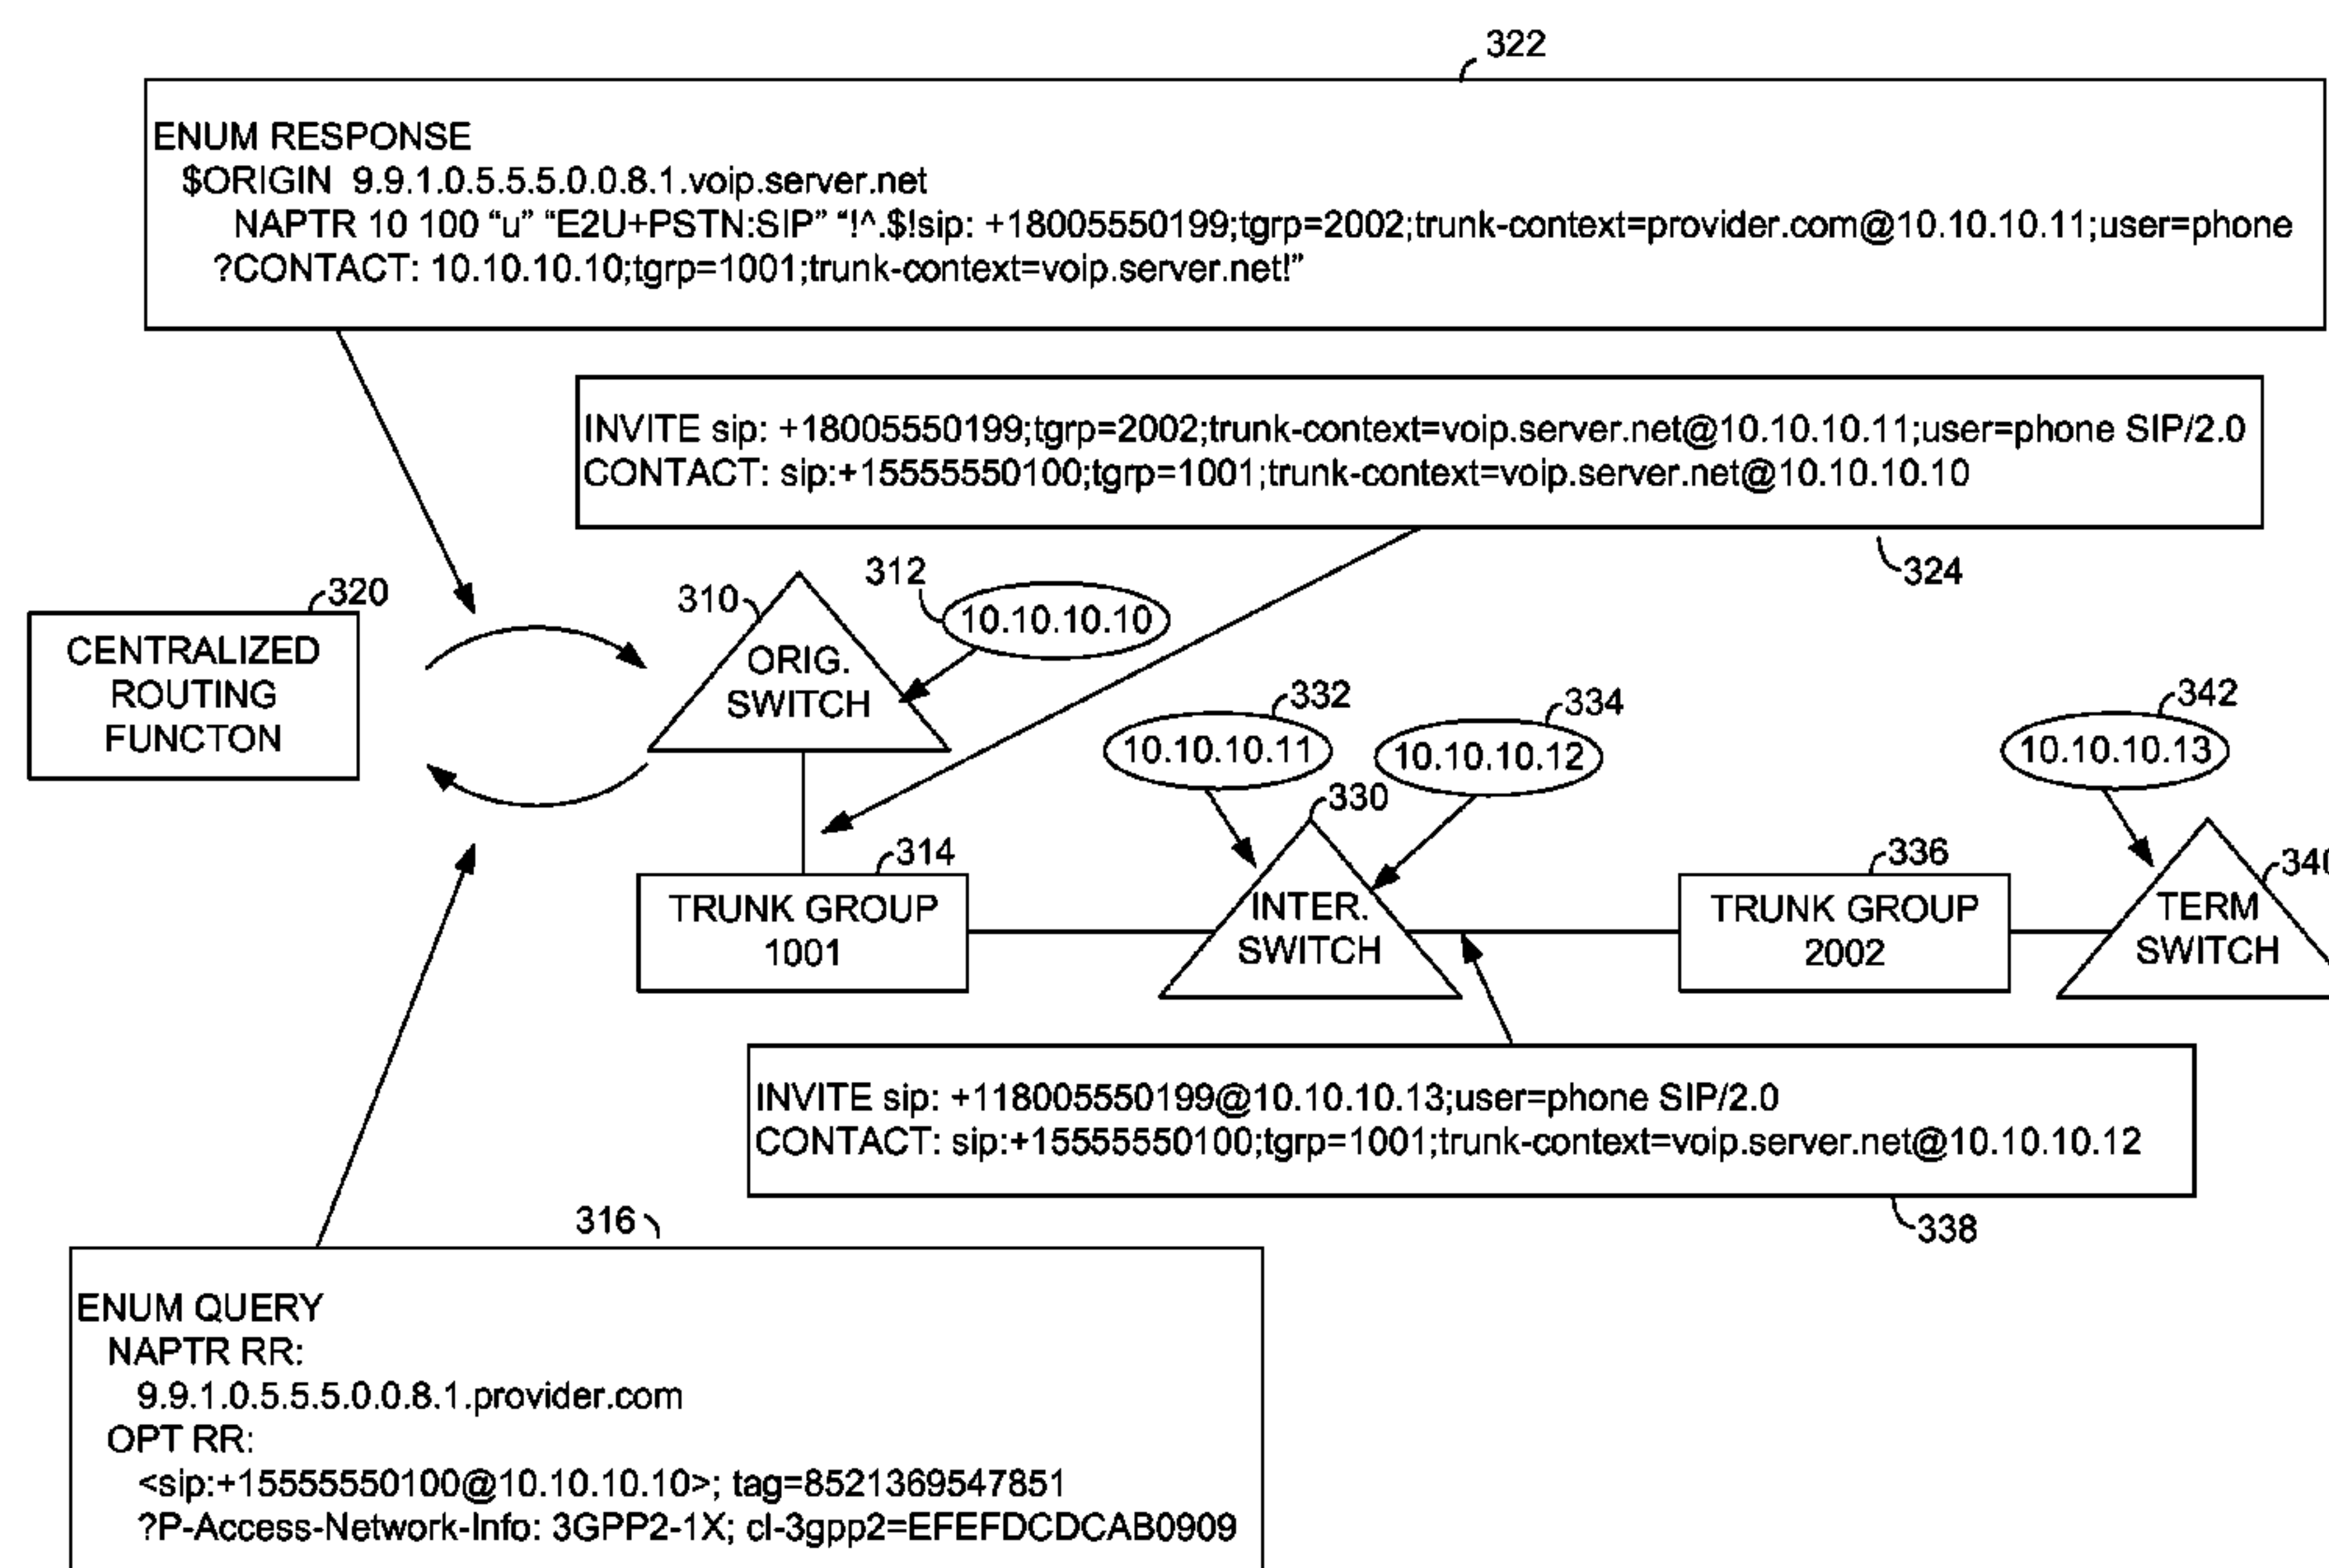 322
ENUM RESPONSE
$ORIGIN 9.9.1.0.5.5.5.0.0.8.1.voip.server.net
NAPTR 10 100 “u” “E2U+PSTN:SIP” “!^.$!sip: +18005550199;tgrp=2002;trunk-context=provider.com@10.10.10.11;user=phone
?CONTACT: 10.10.10.10;tgrp=1001;trunk-context=voip.server.net!”
INVITE sip: +18005550199;tgrp=2002;trunk-context=voip.server.net@10.10.10.11;user=phone SIP/2.0
CONTACT: sip:+15555550100;tgrp=1001;trunk-context=voip.server.net@10.10.10.10
324
320
CENTRALIZED
ROUTING
FUNCTON
310
ORIG.
SWITCH
312
10.10.10.10
332
10.10.10.11
334
10.10.10.12
342
10.10.10.13
314
TRUNK GROUP
1001
330
INTER.
SWITCH
336
TRUNK GROUP
2002
340
TERM
SWITCH
INVITE sip: +118005550199@10.10.10.13;user=phone SIP/2.0
CONTACT: sip:+15555550100;tgrp=1001;trunk-context=voip.server.net@10.10.10.12
338
316
ENUM QUERY
NAPTR RR:
9.9.1.0.5.5.5.0.0.8.1.provider.com
OPT RR:
<sip:+15555550100@10.10.10.10>; tag=8521369547851
?P-Access-Network-Info: 3GPP2-1X; cl-3gpp2=EFEFDCDCAB0909